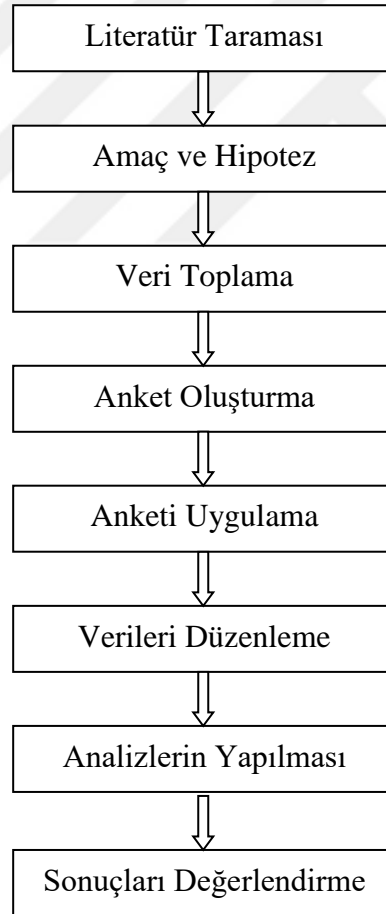 Literatür Taraması
Amaç ve Hipotez
Veri Toplama
Anket Oluşturma
Anketi Uygulama
Verileri Düzenleme
Analizlerin Yapılması
Sonuçları Değerlendirme